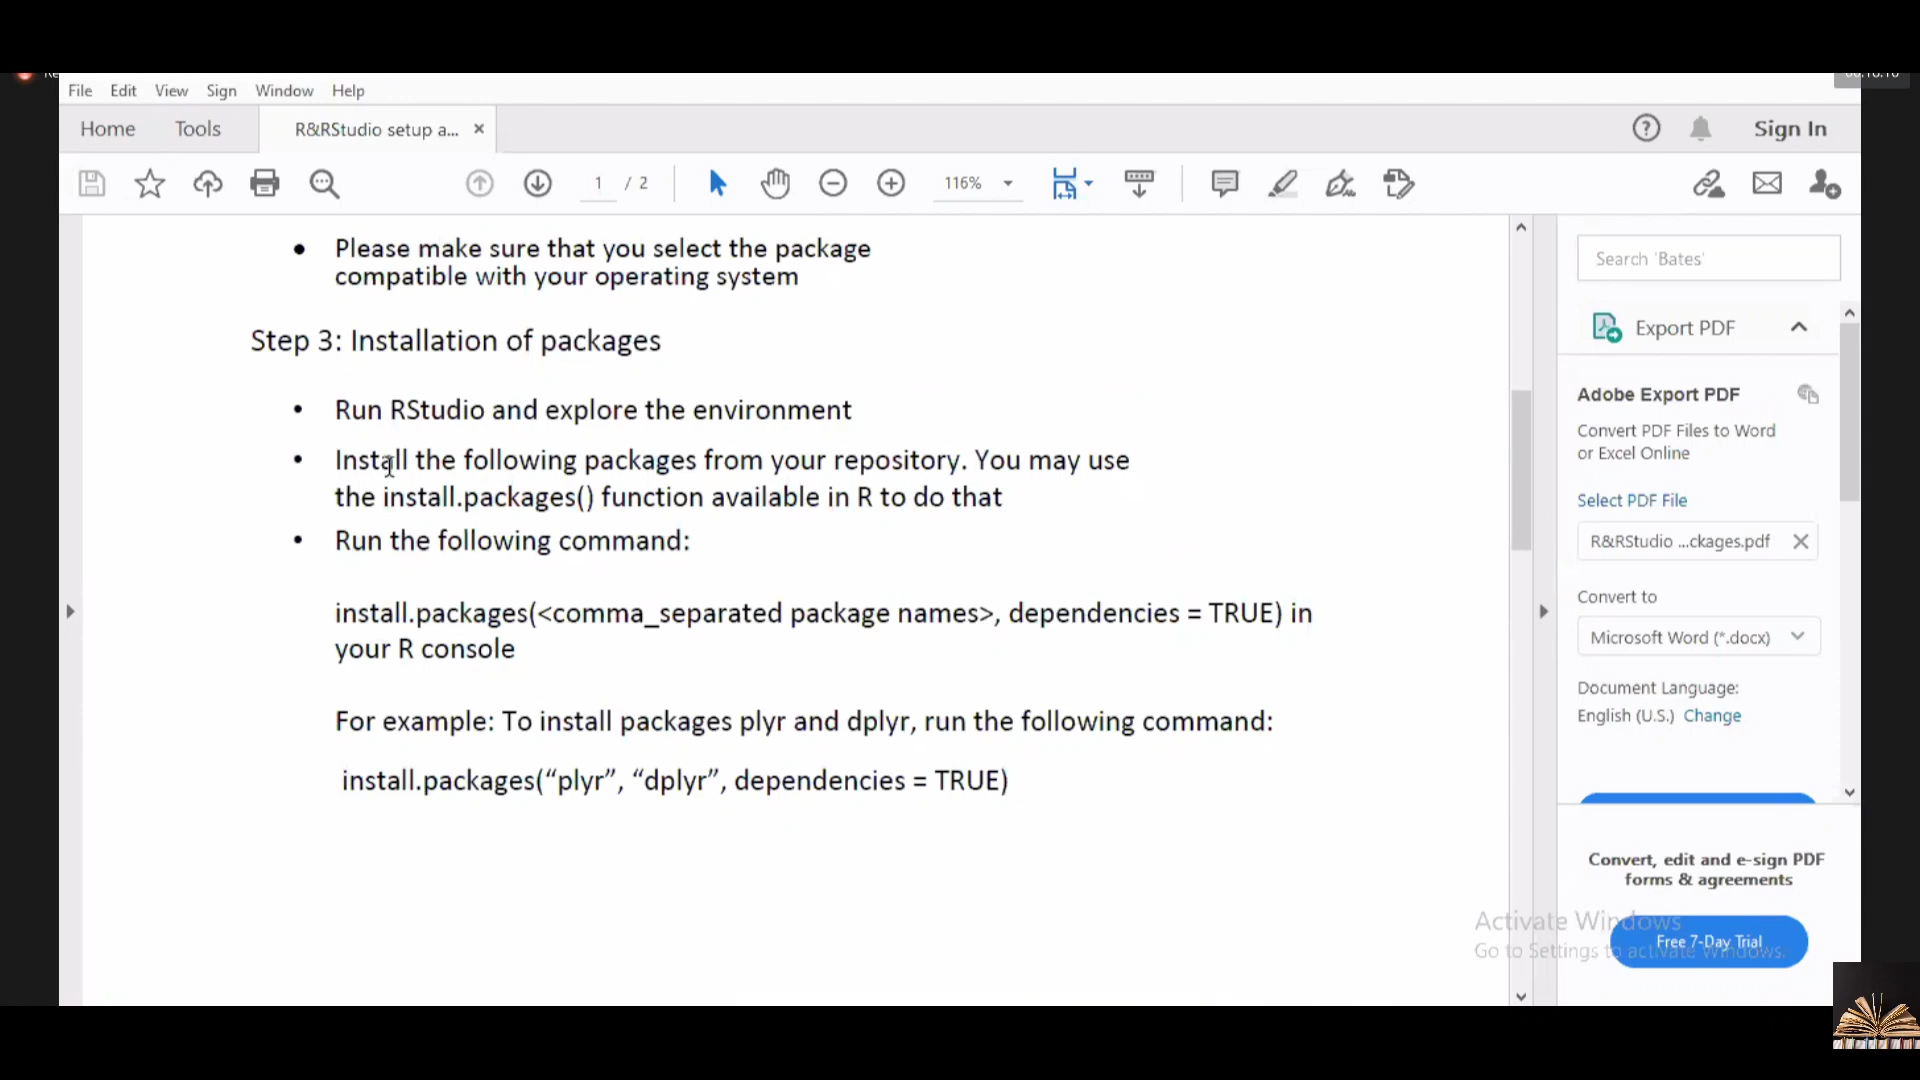 File Edit View Sign Window Help
Home Tools R&RStudio setup a... ×
Sign In
1 / 2 116%
• Please make sure that you select the package
compatible with your operating system
Step 3: Installation of packages
• Run RStudio and explore the environment
• Install the following packages from your repository. You may use
the install.packages() function available in R to do that
• Run the following command:
install.packages(<comma_separated package names>, dependencies = TRUE) in
your R console
For example: To install packages plyr and dplyr, run the following command:
install.packages(“plyr”, “dplyr”, dependencies = TRUE)
Search 'Bates'
Export PDF
Adobe Export PDF
Convert PDF Files to Word
or Excel Online
Select PDF File
R&RStudio ...ckages.pdf
Convert to
Microsoft Word (*.docx)
Document Language:
English (U.S.) Change
Convert, edit and e-sign PDF
forms & agreements
Free 7-Day Trial
Activate Windows
Go to Settings to activate Windows.